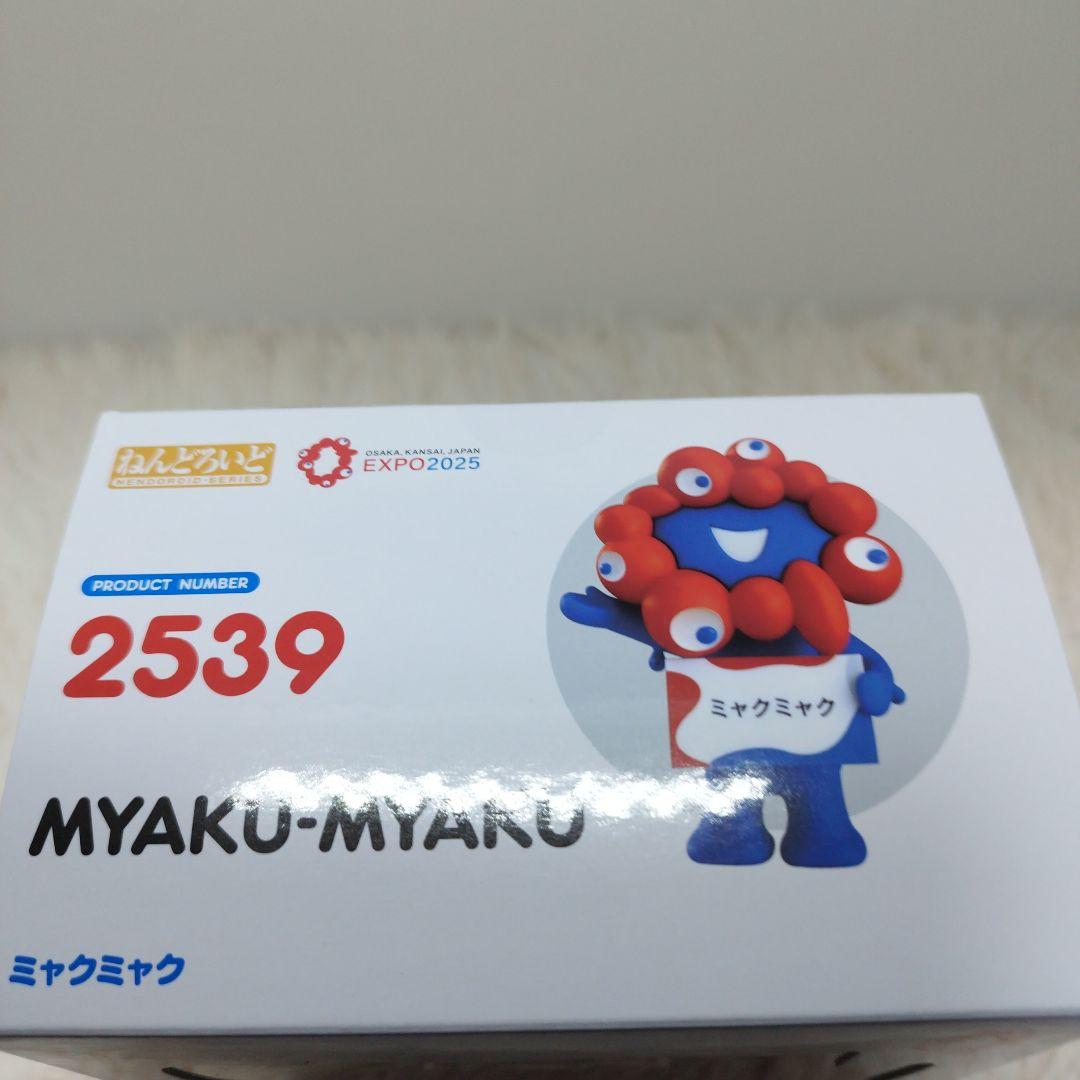 ねんどろいど
NENDOROID-SERIES
OSAKA, KANSAI, JAPAN
EXPO2025
PRODUCT NUMBER
2539
ミャクミャク
MYAKU-MYAKU
ミャクミャク